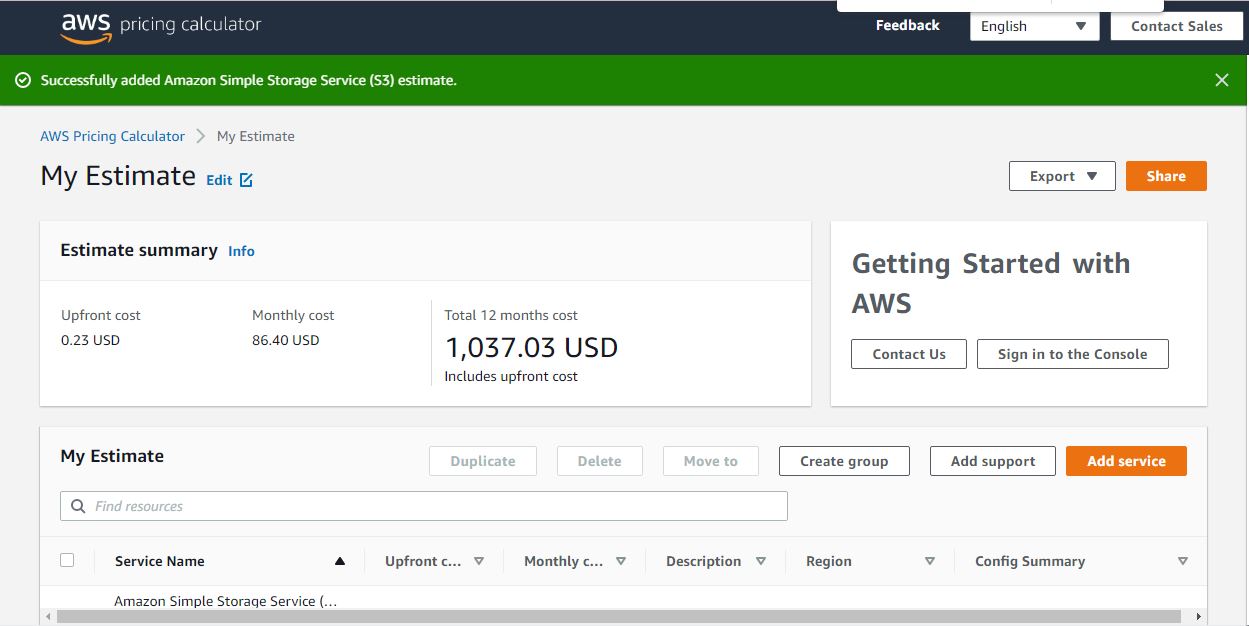 aws pricing calculator
Feedback
English
Contact Sales
Successfully added Amazon Simple Storage Service (S3) estimate.
AWS Pricing Calculator
My Estimate
My Estimate
Edit
Export
Share
Estimate summary
Info
Upfront cost
0.23 USD
Monthly cost
86.40 USD
Total 12 months cost
1,037.03 USD
Includes upfront cost
Getting Started with
AWS
Contact Us
Sign in to the Console
My Estimate
Duplicate
Delete
Move to
Create group
Add support
Add service
Find resources
Service Name
Upfront c...
Monthly c...
Description
Region
Config Summary
Amazon Simple Storage Service (...